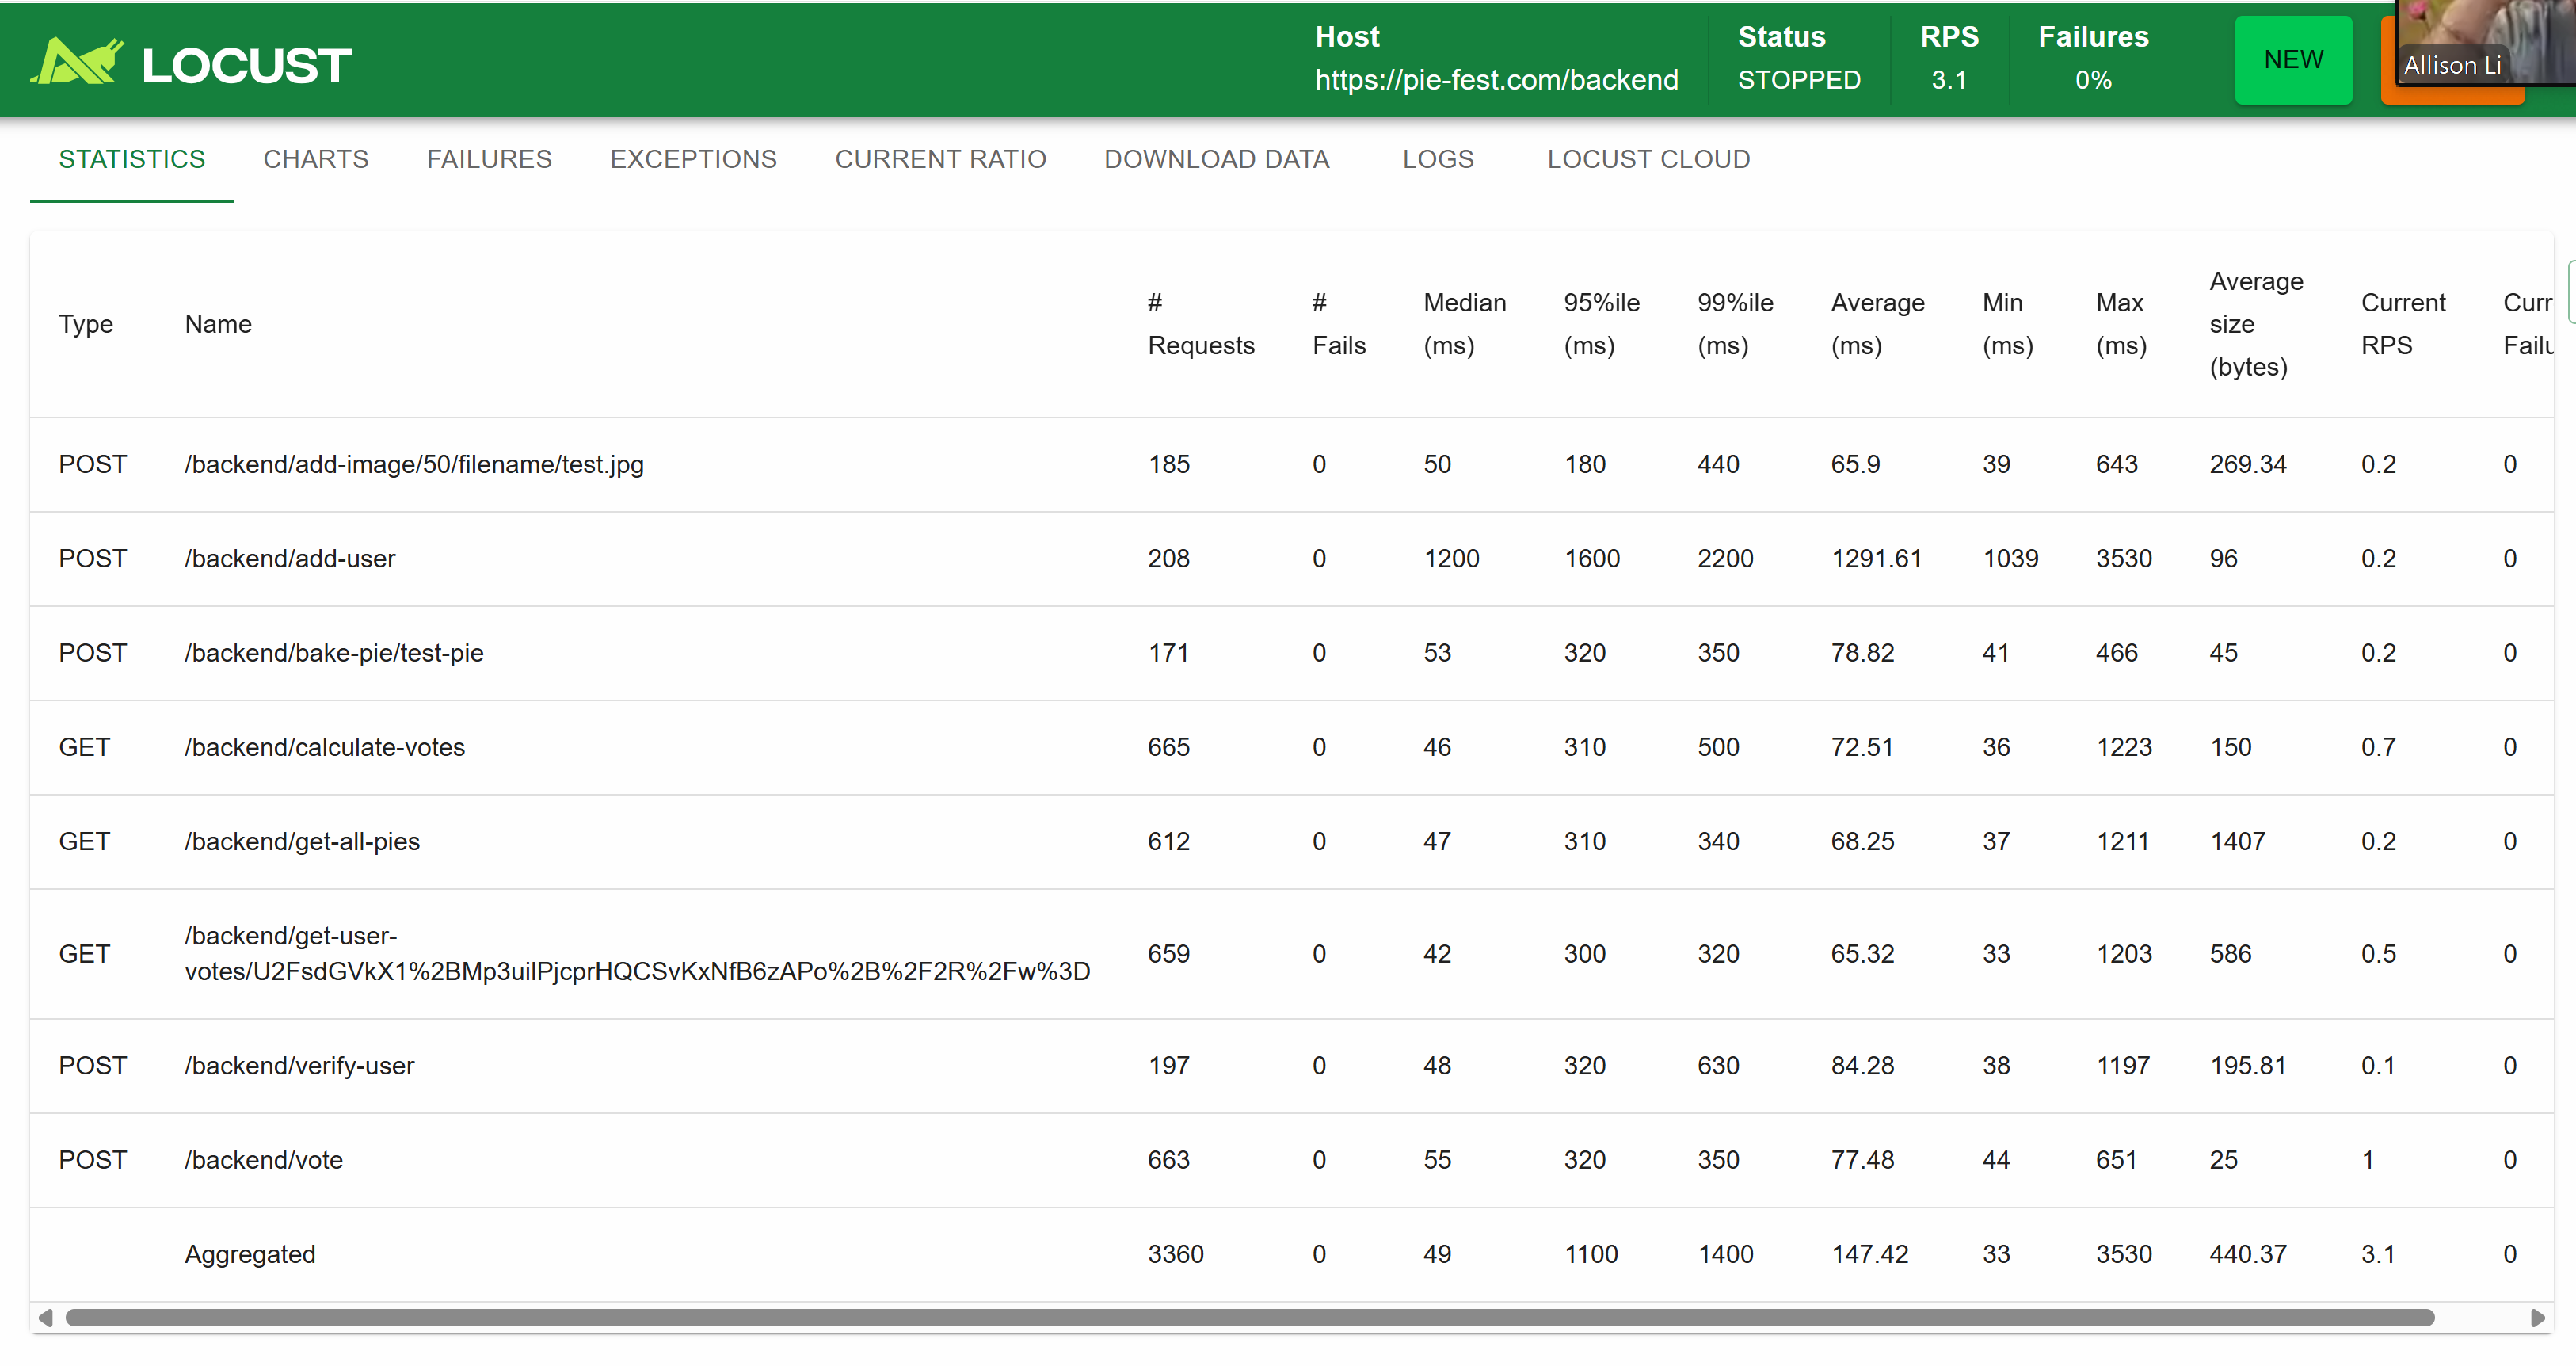 LOCUST
Host
https://pie-fest.com/backend
Status
STOPPED
RPS
3.1
Failures
0%
NEW
Allison Li
STATISTICS CHARTS FAILURES EXCEPTIONS CURRENT RATIO DOWNLOAD DATA LOGS LOCUST CLOUD
Type Name # Requests # Fails Median (ms) 95%ile (ms) 99%ile (ms) Average (ms) Min (ms) Max (ms) Average size (bytes) Current RPS Curr Failu
POST /backend/add-image/50/filename/test.jpg 185 0 50 180 440 65.9 39 643 269.34 0.2 0
POST /backend/add-user 208 0 1200 1600 2200 1291.61 1039 3530 96 0.2 0
POST /backend/bake-pie/test-pie 171 0 53 320 350 78.82 41 466 45 0.2 0
GET /backend/calculate-votes 665 0 46 310 500 72.51 36 1223 150 0.7 0
GET /backend/get-all-pies 612 0 47 310 340 68.25 37 1211 1407 0.2 0
GET /backend/get-user-
votes/U2FsdGVkX1%2BMp3uilPjcprHQCSvKxNfB6zAPo%2B%2F2R%2Fw%3D 659 0 42 300 320 65.32 33 1203 586 0.5 0
POST /backend/verify-user 197 0 48 320 630 84.28 38 1197 195.81 0.1 0
POST /backend/vote 663 0 55 320 350 77.48 44 651 25 1 0
Aggregated 3360 0 49 1100 1400 147.42 33 3530 440.37 3.1 0